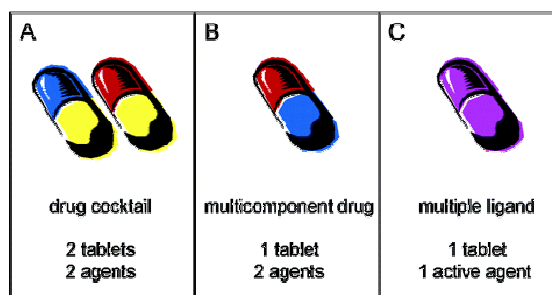 A
B
C
drug cocktail
multicomponent drug
multiple ligand
2 tablets
2 agents
1 tablet
2 agents
1 tablet
1 active agent